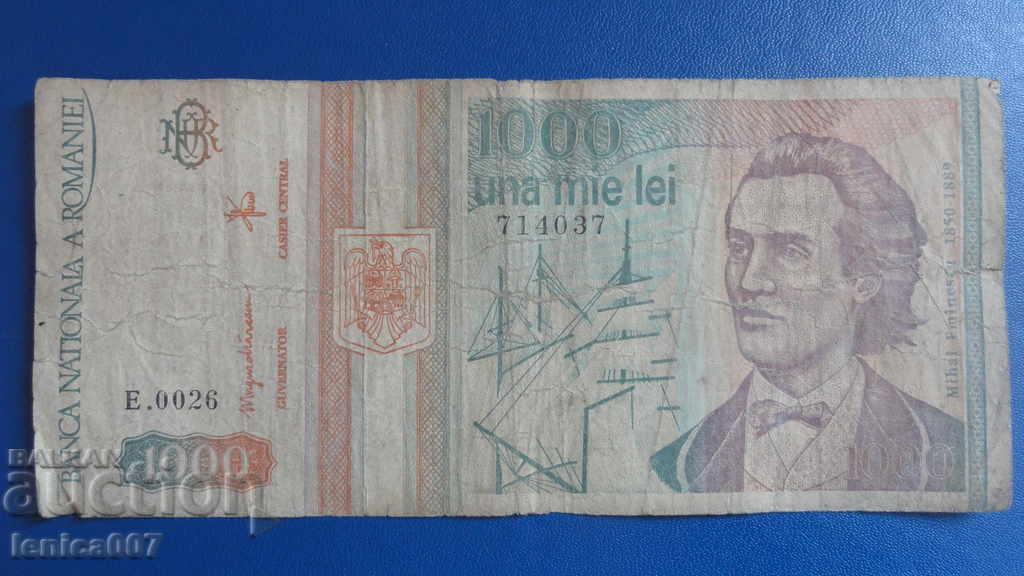 BANCA NATIONALA A ROMANIEI
1000
una mie lei
714037
CASIER CENTRAL
GUVERNATOR
E.0026
1000
Mihai Eminescu 1850-1889
1000
BALKAN
auction
lenica007